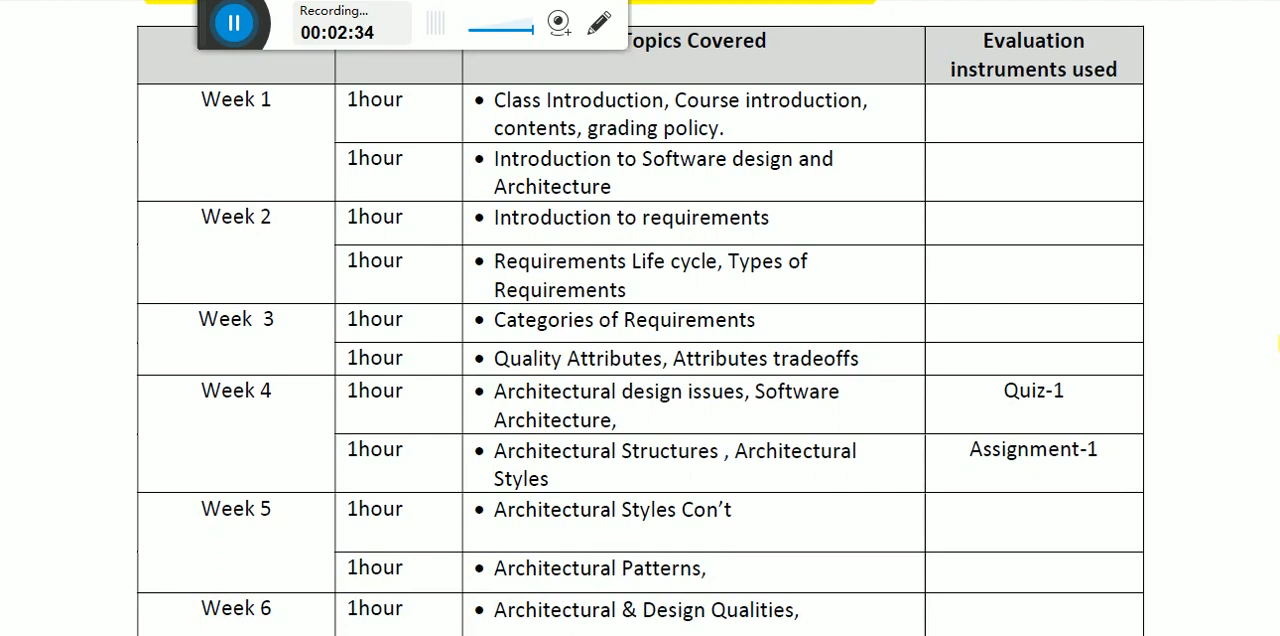 Recording...
00:02:34
Topics Covered
Evaluation
instruments used
Week 1
1hour
• Class Introduction, Course introduction,
contents, grading policy.
1hour
• Introduction to Software design and
Architecture
Week 2
1hour
• Introduction to requirements
1hour
• Requirements Life cycle, Types of
Requirements
Week 3
1hour
• Categories of Requirements
1hour
• Quality Attributes, Attributes tradeoffs
Week 4
1hour
• Architectural design issues, Software
Architecture,
Quiz-1
1hour
• Architectural Structures , Architectural
Styles
Assignment-1
Week 5
1hour
• Architectural Styles Con’t
1hour
• Architectural Patterns,
Week 6
1hour
• Architectural & Design Qualities,